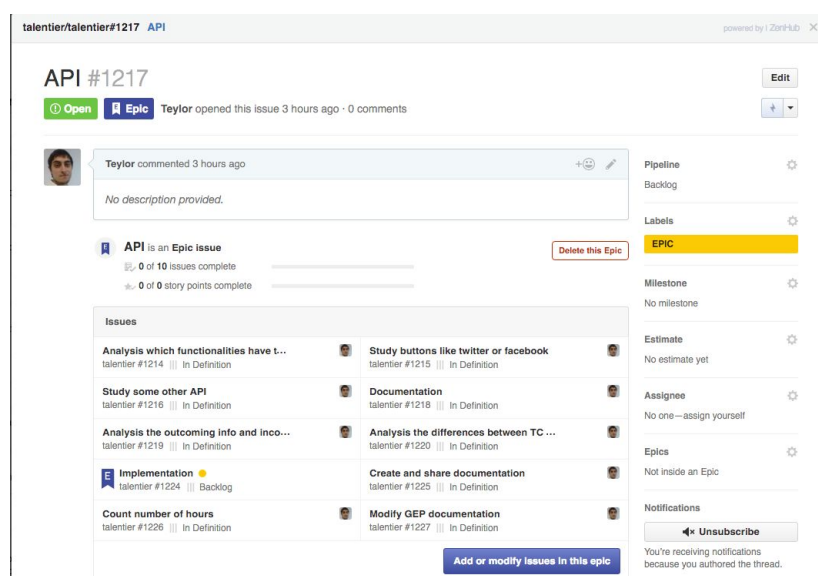 talentier/talentier#1217 API
powered by ZenHub
API #1217
Edit
Open
E Epic
Teylor opened this issue 3 hours ago · 0 comments
Teylor commented 3 hours ago
No description provided.
E API is an Epic issue
Delete this Epic
0 of 10 issues complete
0 of 0 story points complete
Issues
Analysis which functionalities have t...
talentier #1214 In Definition
Study buttons like twitter or facebook
talentier #1215 In Definition
Study some other API
talentier #1216 In Definition
Documentation
talentier #1218 In Definition
Analysis the outcoming info and inco...
talentier #1219 In Definition
Analysis the differences between TC ...
talentier #1220 In Definition
E Implementation
talentier #1224 Backlog
Create and share documentation
talentier #1225 In Definition
Count number of hours
talentier #1226 In Definition
Modify GEP documentation
talentier #1227 In Definition
Add or modify issues in this epic
Pipeline
Backlog
Labels
EPIC
Milestone
No milestone
Estimate
No estimate yet
Assignee
No one—assign yourself
Epics
Not inside an Epic
Notifications
Unsubscribe
You're receiving notifications
because you authored the thread.